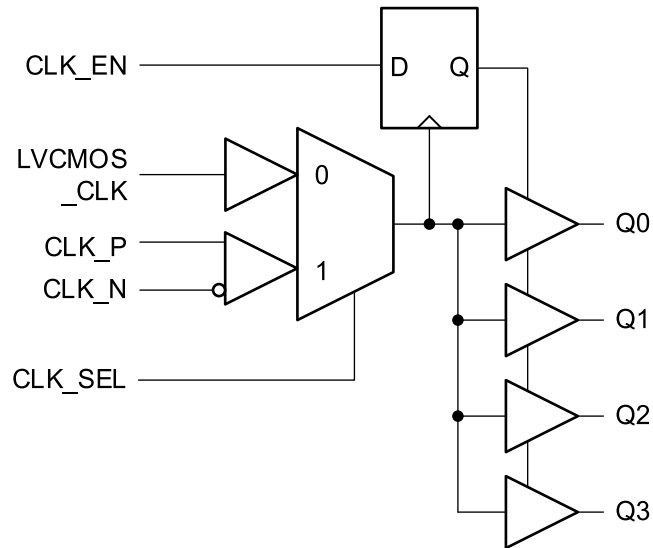 CLK_EN
D Q
LVCMOS
_CLK
0
CLK_P
CLK_N
1
CLK_SEL
Q0
Q1
Q2
Q3